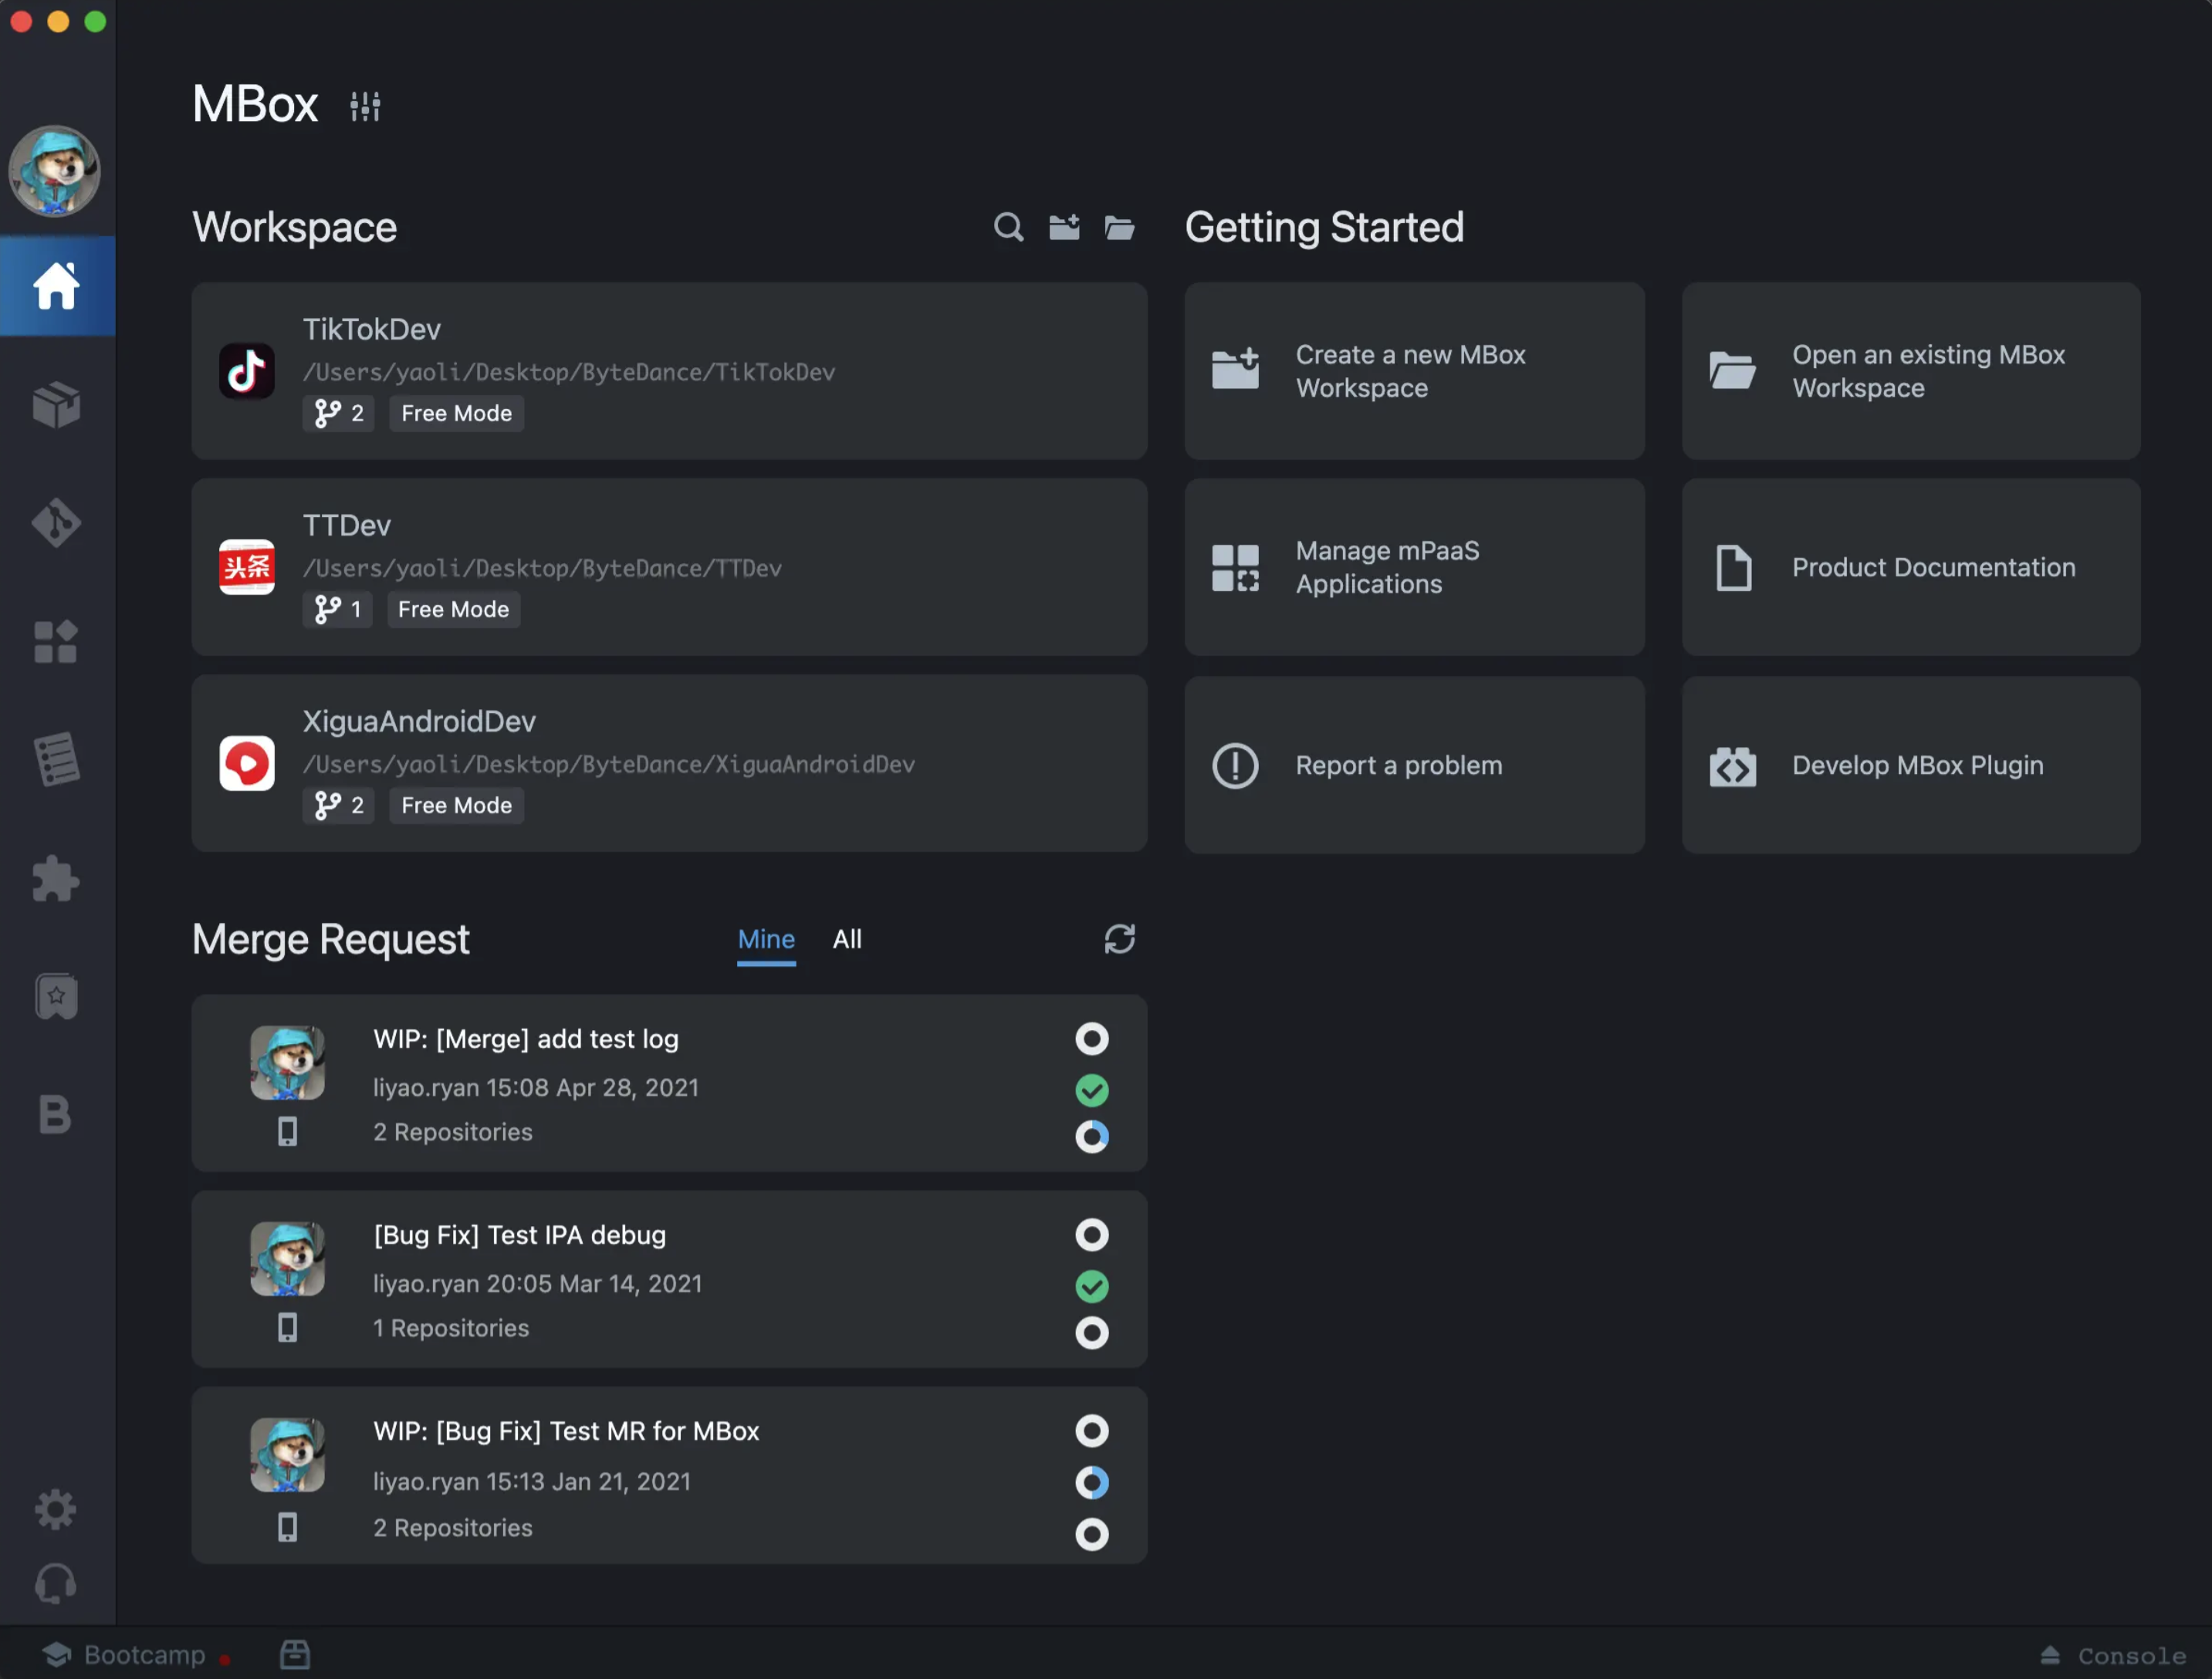 MBox
Workspace
TikTokDev
/Users/yaoli/Desktop/ByteDance/TikTokDev
2 Free Mode
TTDev
头条
/Users/yaoli/Desktop/ByteDance/TTDev
1 Free Mode
XiguaAndroidDev
/Users/yaoli/Desktop/ByteDance/XiguaAndroidDev
2 Free Mode
Getting Started
Create a new MBox
Workspace
Open an existing MBox
Workspace
Manage mPaaS
Applications
Product Documentation
Report a problem
Develop MBox Plugin
Merge Request
Mine All
WIP: [Merge] add test log
liyao.ryan 15:08 Apr 28, 2021
2 Repositories
[Bug Fix] Test IPA debug
liyao.ryan 20:05 Mar 14, 2021
1 Repositories
WIP: [Bug Fix] Test MR for MBox
liyao.ryan 15:13 Jan 21, 2021
2 Repositories
B
Bootcamp
Console